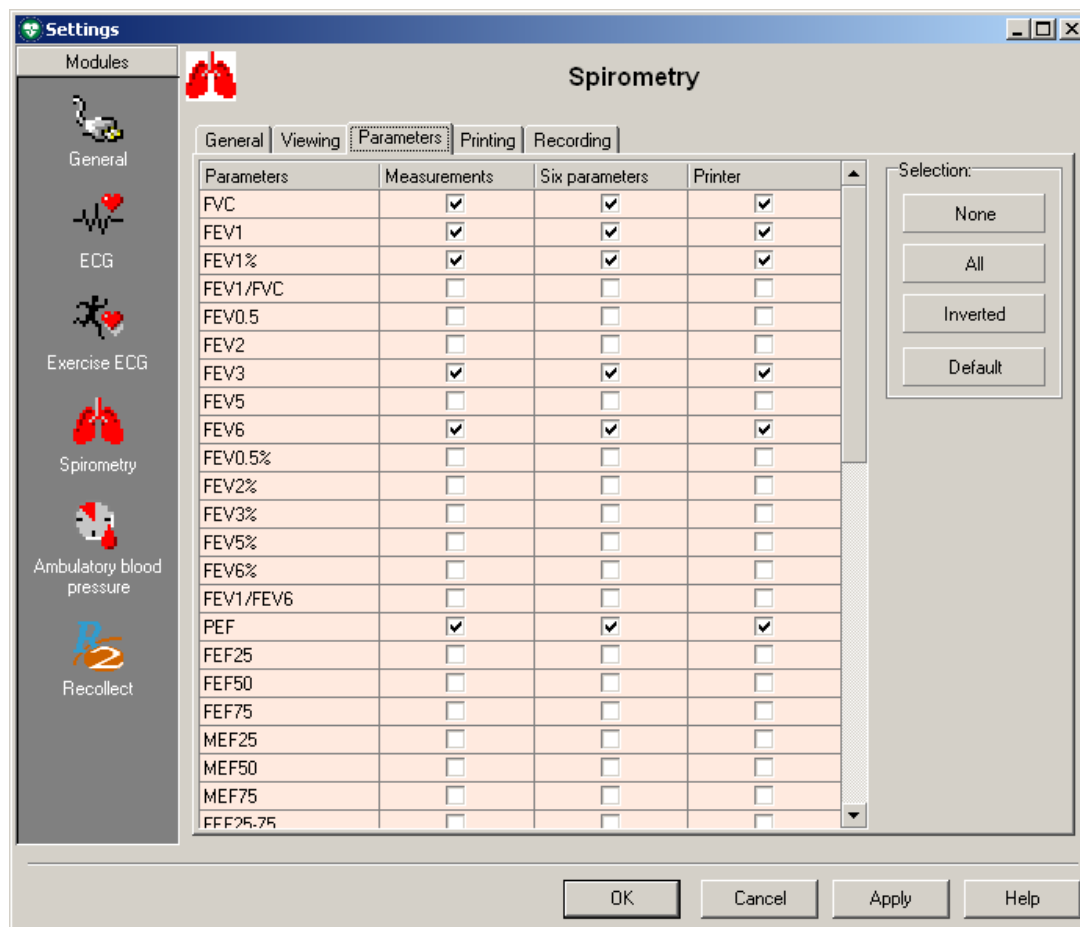 Settings
Modules
General
ECG
Exercise ECG
Spirometry
Ambulatory blood
pressure
Recollect
Spirometry
General Viewing Parameters Printing Recording
Parameters Measurements Six parameters Printer
FVC
FEV1
FEV1%
FEV1/FVC
FEV0.5
FEV2
FEV3
FEV5
FEV6
FEV0.5%
FEV2%
FEV3%
FEV5%
FEV6%
FEV1/FEV6
PEF
FEF25
FEF50
FEF75
MEF25
MEF50
MEF75
FEF25-75
Selection:
None
All
Inverted
Default
OK Cancel Apply Help